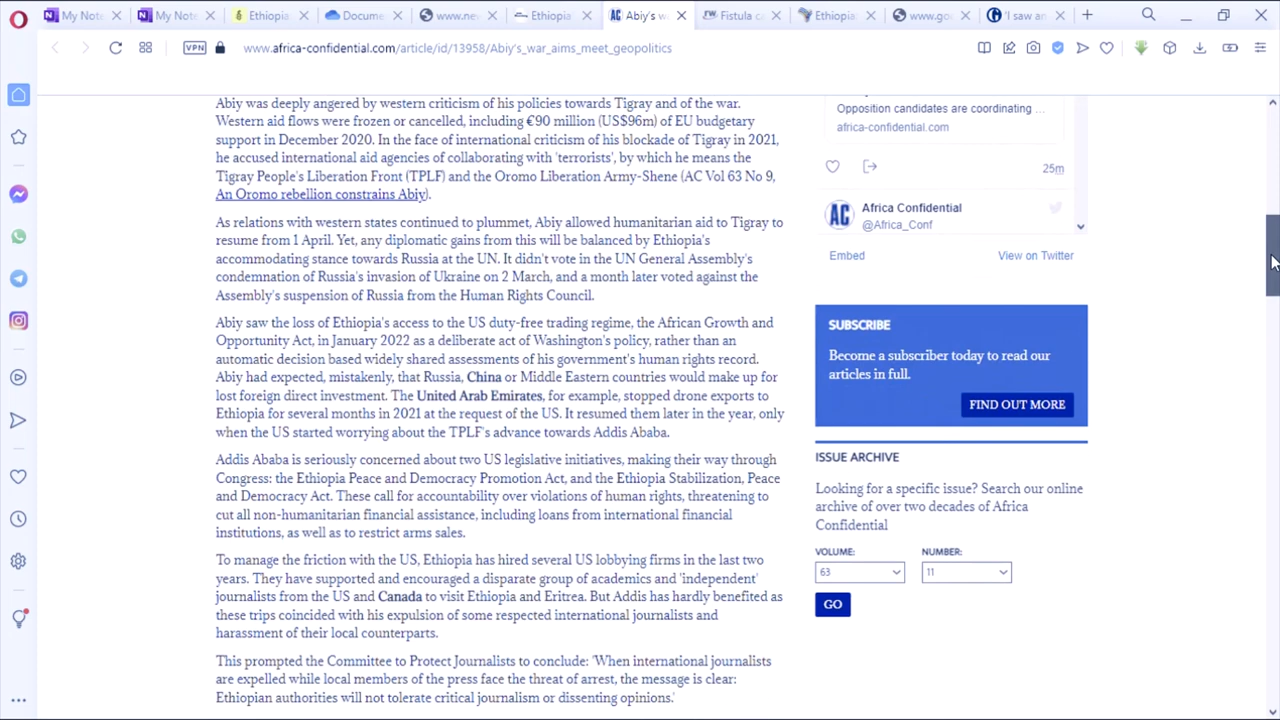 My Note
My Note
Ethiopia
Docume
www.nev
Ethiopia'
Abiy's w
Fistula ca
Ethiopia:
www.go
'I saw an
VPN
www.africa-confidential.com/article/id/13958/Abiy's_war_aims_meet_geopolitics
Abiy was deeply angered by western criticism of his policies towards Tigray and of the war.
Western aid flows were frozen or cancelled, including €90 million (US$96m) of EU budgetary
support in December 2020. In the face of international criticism of his blockade of Tigray in 2021,
he accused international aid agencies of collaborating with 'terrorists', by which he means the
Tigray People's Liberation Front (TPLF) and the Oromo Liberation Army-Shene (AC Vol 63 No 9,
An Oromo rebellion constrains Abiy).
As relations with western states continued to plummet, Abiy allowed humanitarian aid to Tigray to
resume from 1 April. Yet, any diplomatic gains from this will be balanced by Ethiopia's
accommodating stance towards Russia at the UN. It didn't vote in the UN General Assembly's
condemnation of Russia's invasion of Ukraine on 2 March, and a month later voted against the
Assembly's suspension of Russia from the Human Rights Council.
Abiy saw the loss of Ethiopia's access to the US duty-free trading regime, the African Growth and
Opportunity Act, in January 2022 as a deliberate act of Washington's policy, rather than an
automatic decision based widely shared assessments of his government's human rights record.
Abiy had expected, mistakenly, that Russia, China or Middle Eastern countries would make up for
lost foreign direct investment. The United Arab Emirates, for example, stopped drone exports to
Ethiopia for several months in 2021 at the request of the US. It resumed them later in the year, only
when the US started worrying about the TPLF's advance towards Addis Ababa.
Addis Ababa is seriously concerned about two US legislative initiatives, making their way through
Congress: the Ethiopia Peace and Democracy Promotion Act, and the Ethiopia Stabilization, Peace
and Democracy Act. These call for accountability over violations of human rights, threatening to
cut all non-humanitarian financial assistance, including loans from international financial
institutions, as well as to restrict arms sales.
To manage the friction with the US, Ethiopia has hired several US lobbying firms in the last two
years. They have supported and encouraged a disparate group of academics and 'independent'
journalists from the US and Canada to visit Ethiopia and Eritrea. But Addis has hardly benefited as
these trips coincided with his expulsion of some respected international journalists and
harassment of their local counterparts.
This prompted the Committee to Protect Journalists to conclude: 'When international journalists
are expelled while local members of the press face the threat of arrest, the message is clear:
Ethiopian authorities will not tolerate critical journalism or dissenting opinions.'
Opposition candidates are coordinating ...
africa-confidential.com
25m
AC
Africa Confidential
@Africa_Conf
Embed
View on Twitter
SUBSCRIBE
Become a subscriber today to read our
articles in full.
FIND OUT MORE
ISSUE ARCHIVE
Looking for a specific issue? Search our online
archive of over two decades of Africa
Confidential
VOLUME:
NUMBER:
63
11
GO